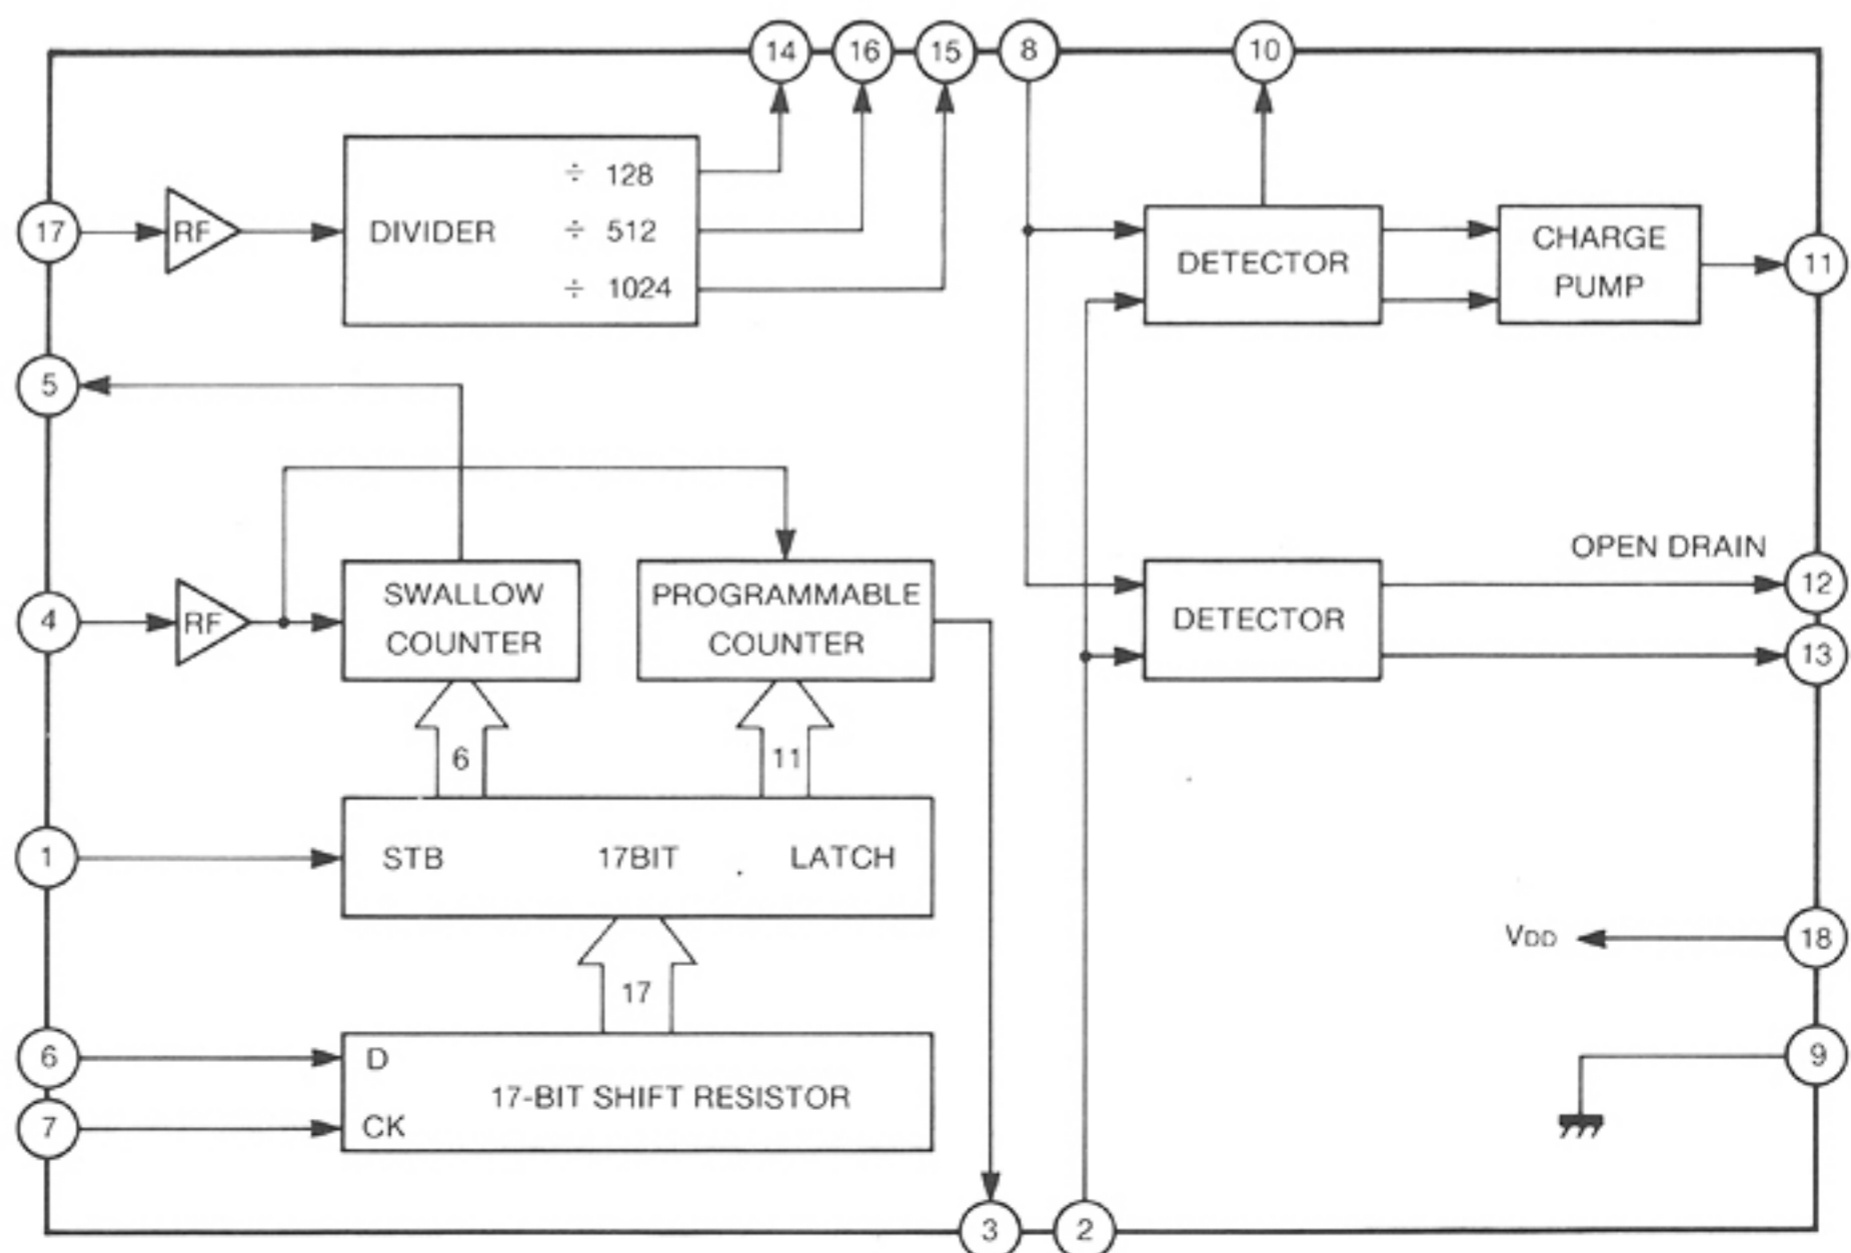 14 16 15 8 10
÷ 128
17 RF DIVIDER ÷ 512
÷ 1024
DETECTOR
CHARGE
PUMP
11
5
OPEN DRAIN
4 RF
SWALLOW
COUNTER
PROGRAMMABLE
COUNTER
DETECTOR
12
13
6 11
1 STB 17BIT LATCH
VDD 18
17
6 D
17-BIT SHIFT RESISTOR
7 CK
9
3 2